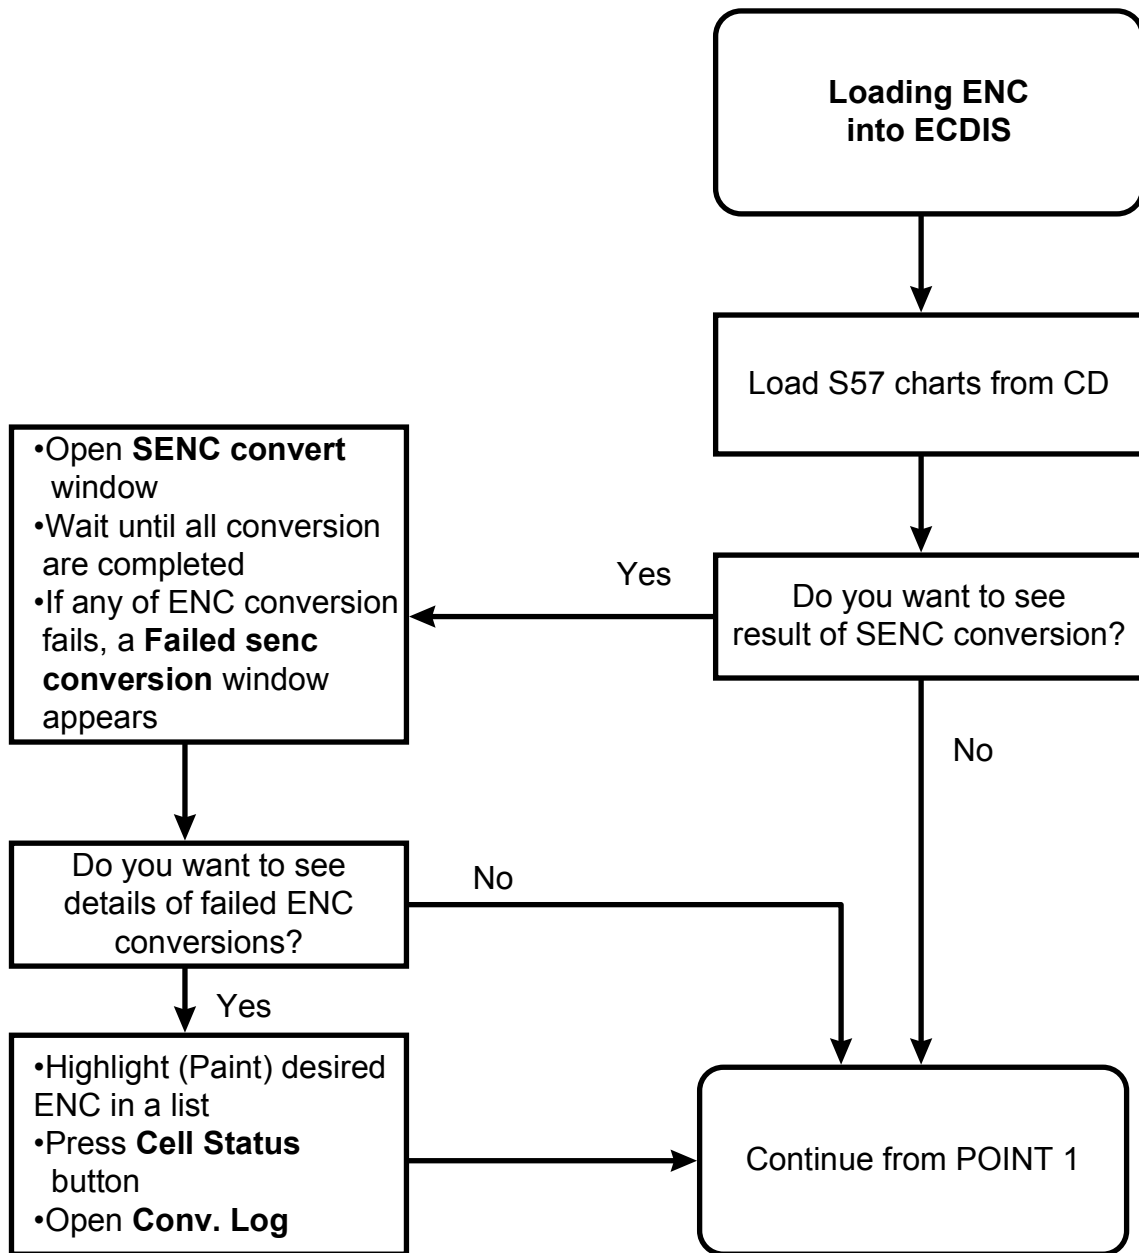 Loading ENC
into ECDIS
Load S57 charts from CD
Do you want to see
result of SENC conversion?
Yes
No
•Open SENC convert
window
•Wait until all conversion
are completed
•If any of ENC conversion
fails, a Failed senc
conversion window
appears
Do you want to see
details of failed ENC
conversions?
No
Yes
•Highlight (Paint) desired
ENC in a list
•Press Cell Status
button
•Open Conv. Log
Continue from POINT 1